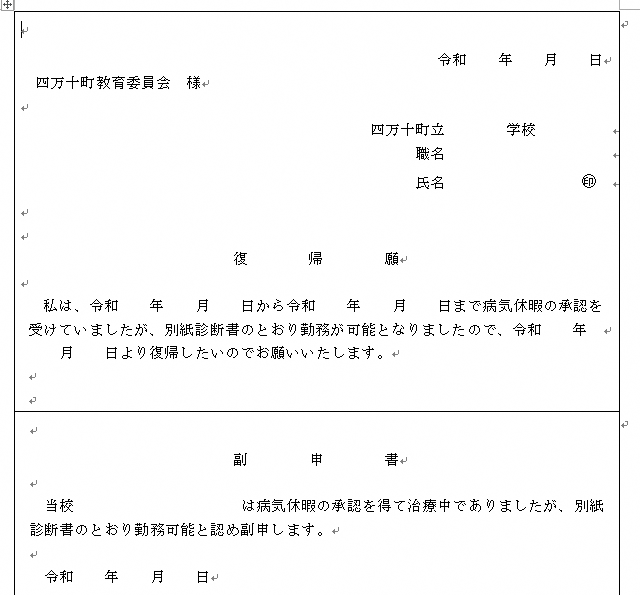 令和　　年　　月　　日
四万十町教育委員会　様
四万十町立　　　　学校
職名
氏名　　　　　　　　　㊞
復　　　　帰　　　　願
私は、令和　　年　　月　　日から令和　　年　　月　　日まで病気休暇の承認を
受けていましたが、別紙診断書のとおり勤務が可能となりましたので、令和　　年
月　　日より復帰したいのでお願いいたします。
副　　　　申　　　　書
当校　　　　　　　　　　　は病気休暇の承認を得て治療中でありましたが、別紙
診断書のとおり勤務可能と認め副申します。
令和　　年　　月　　日